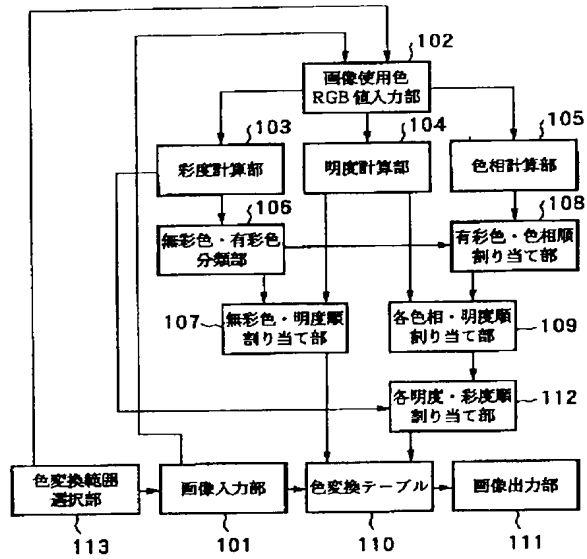 102
画像使用色
RGB値入力部
103
104
105
彩度計算部
明度計算部
色相計算部
106
108
無彩色・有彩色
分類部
有彩色・色相順
割り当て部
107
無彩色・明度順
割り当て部
各色相・明度順
割り当て部
109
各明度・彩度順
割り当て部
112
色変換範囲
選択部
画像入力部
色変換テーブル
画像出力部
113
101
110
111